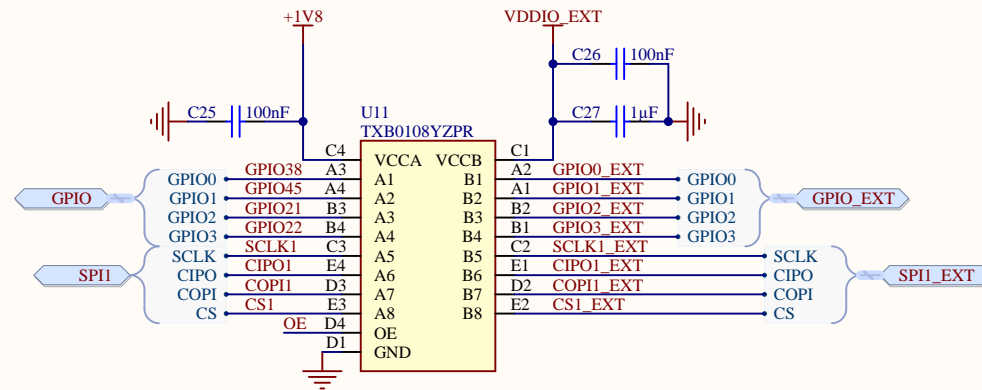 +1V8 VDDIO_EXT
C26 100nF
C25 100nF C27 1µF
U11
TXB0108YZPR
C4 VCCA VCCB C1
GPIO0 GPIO38 A3 A1 B1 A2 GPIO0_EXT GPIO0
GPIO GPIO1 GPIO45 A4 A2 B2 A1 GPIO1_EXT GPIO1 GPIO_EXT
GPIO2 GPIO21 B3 A3 B3 B2 GPIO2_EXT GPIO2
GPIO3 GPIO22 B4 A4 B4 B1 GPIO3_EXT GPIO3
SCLK SCLK1 C3 A5 B5 C2 SCLK1_EXT SCLK
SPI1 CIPO CIPO1 E4 A6 B6 E1 CIPO1_EXT CIPO SPI1_EXT
COPI COPI1 D3 A7 B7 D2 COPI1_EXT COPI
CS CS1 E3 A8 B8 E2 CS1_EXT CS
OE D4 OE
D1 GND